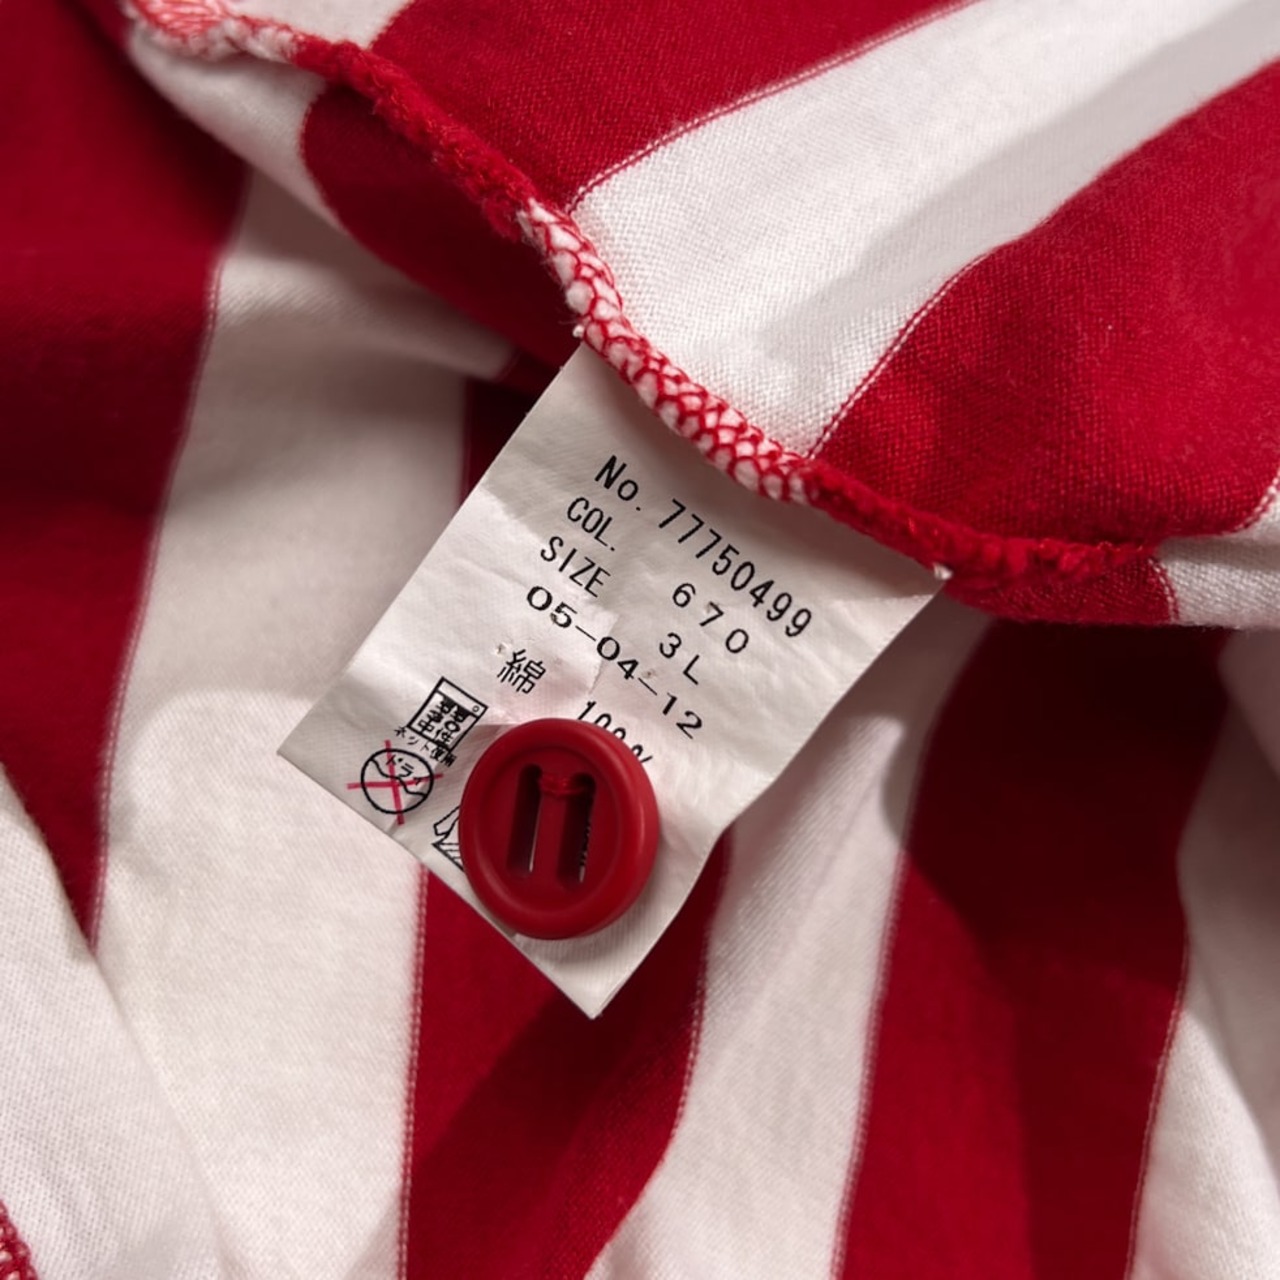 No. 77750499
COL. 670
SIZE 3L
05-04-12
綿 100%
ネット使用
ドライ